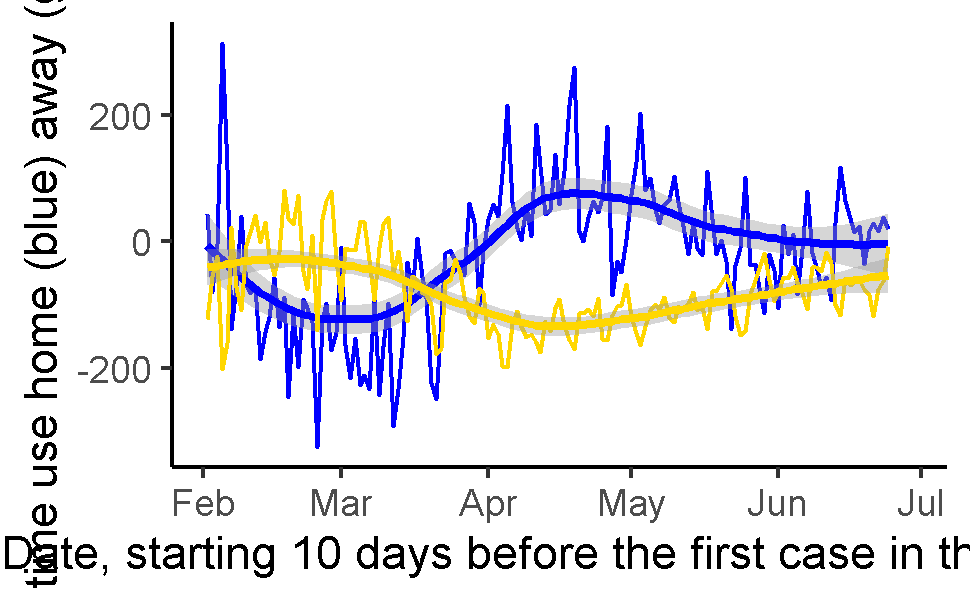 time use home (blue) away (
200
0
-200
Feb Mar Apr May Jun Jul
Date, starting 10 days before the first case in th